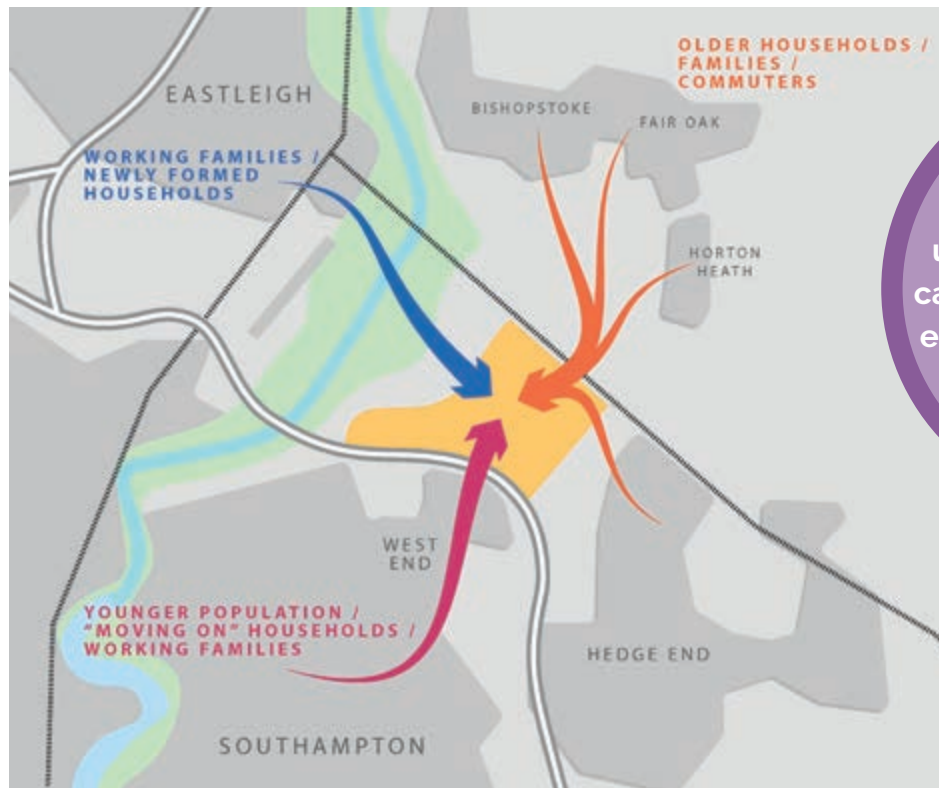 OLDER HOUSEHOLDS /
FAMILIES /
COMMUTERS
EASTLEIGH
BISHOPSTOKE
FAIR OAK
WORKING FAMILIES /
NEWLY FORMED
HOUSEHOLDS
HORTON
HEATH
WEST
END
YOUNGER POPULATION /
"MOVING ON" HOUSEHOLDS /
WORKING FAMILIES
HEDGE END
SOUTHAMPTON